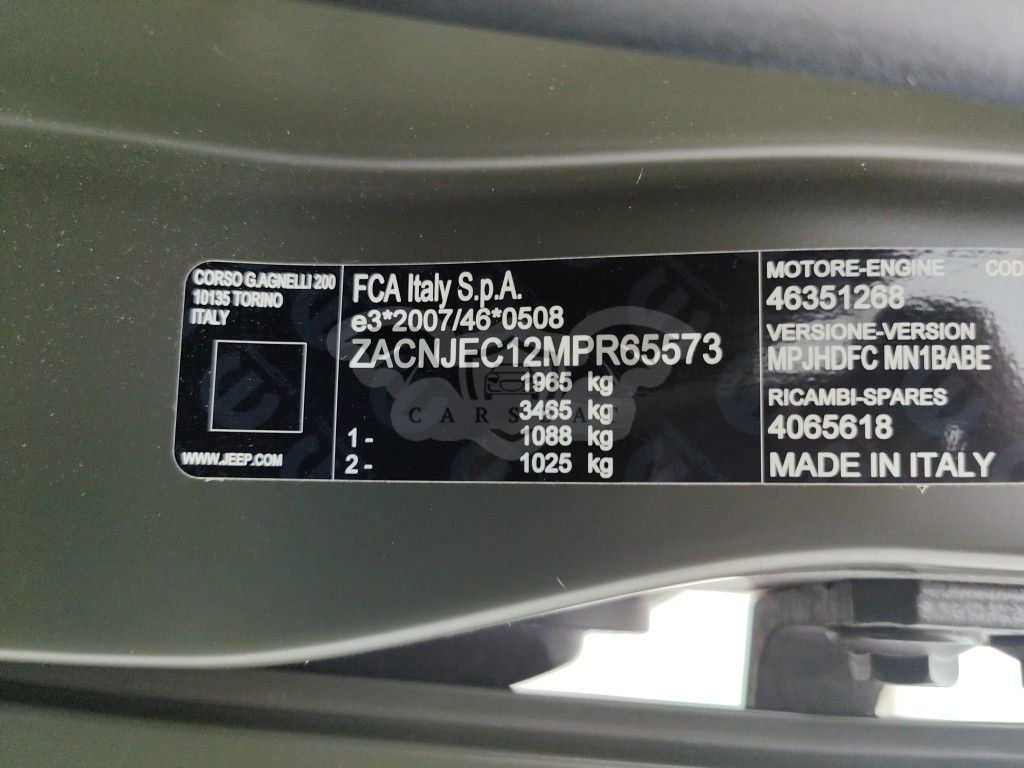 CORSO G.AGNELLI 200
10135 TORINO
ITALY
WWW.JEEP.COM
FCA Italy S.p.A.
e3*2007/46*0508
ZACNJEC12MPR65573
1965 kg
3465 kg
1- 1088 kg
2- 1025 kg
MOTORE-ENGINE COD
46351268
VERSIONE-VERSION
MPJHDFC MN1BABE
RICAMBI-SPARES
4065618
MADE IN ITALY